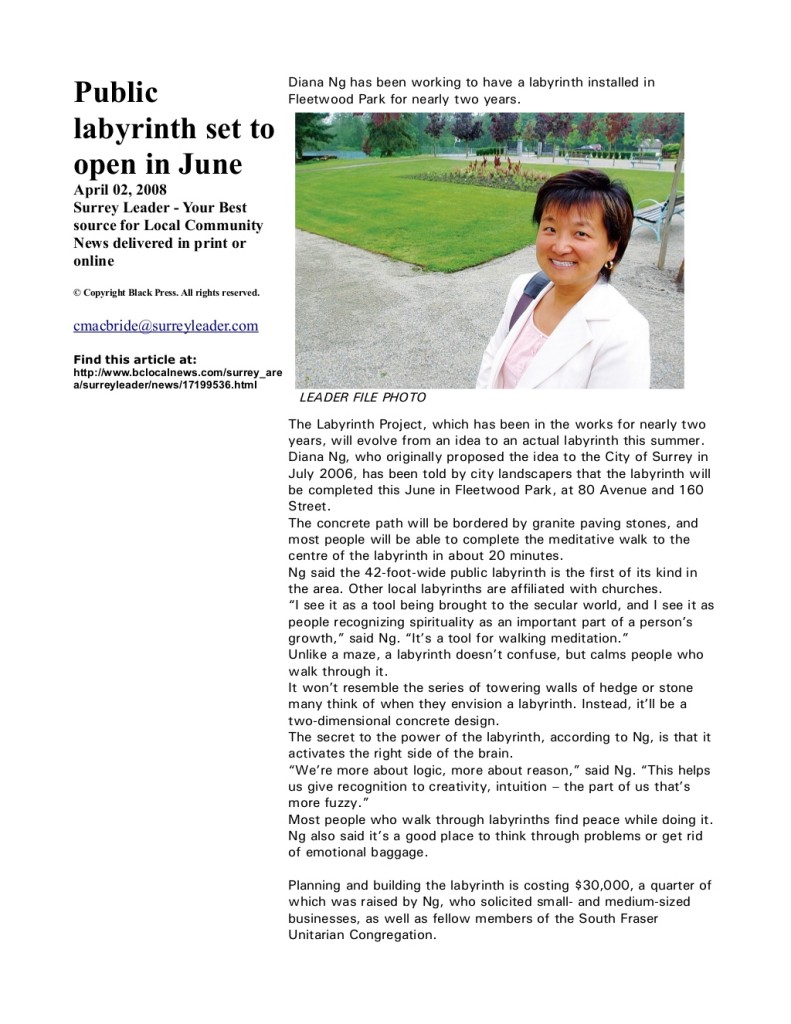 Public
labyrinth set to
open in June
April 02, 2008
Surrey Leader - Your Best
source for Local Community
News delivered in print or
online
© Copyright Black Press. All rights reserved.
cmacbride@surreyleader.com
Find this article at:
http://www.bclocalnews.com/surrey_are
a/surreyleader/news/17199536.html
Diana Ng has been working to have a labyrinth installed in
Fleetwood Park for nearly two years.
LEADER FILE PHOTO
The Labyrinth Project, which has been in the works for nearly two
years, will evolve from an idea to an actual labyrinth this summer.
Diana Ng, who originally proposed the idea to the City of Surrey in
July 2006, has been told by city landscapers that the labyrinth will
be completed this June in Fleetwood Park, at 80 Avenue and 160
Street.
The concrete path will be bordered by granite paving stones, and
most people will be able to complete the meditative walk to the
centre of the labyrinth in about 20 minutes.
Ng said the 42-foot-wide public labyrinth is the first of its kind in
the area. Other local labyrinths are affiliated with churches.
“I see it as a tool being brought to the secular world, and I see it as
people recognizing spirituality as an important part of a person’s
growth,” said Ng. “It’s a tool for walking meditation.”
Unlike a maze, a labyrinth doesn’t confuse, but calms people who
walk through it.
It won’t resemble the series of towering walls of hedge or stone
many think of when they envision a labyrinth. Instead, it’ll be a
two-dimensional concrete design.
The secret to the power of the labyrinth, according to Ng, is that it
activates the right side of the brain.
“We’re more about logic, more about reason,” said Ng. “This helps
us give recognition to creativity, intuition – the part of us that’s
more fuzzy.”
Most people who walk through labyrinths find peace while doing it.
Ng also said it’s a good place to think through problems or get rid
of emotional baggage.
Planning and building the labyrinth is costing $30,000, a quarter of
which was raised by Ng, who solicited small- and medium-sized
businesses, as well as fellow members of the South Fraser
Unitarian Congregation.